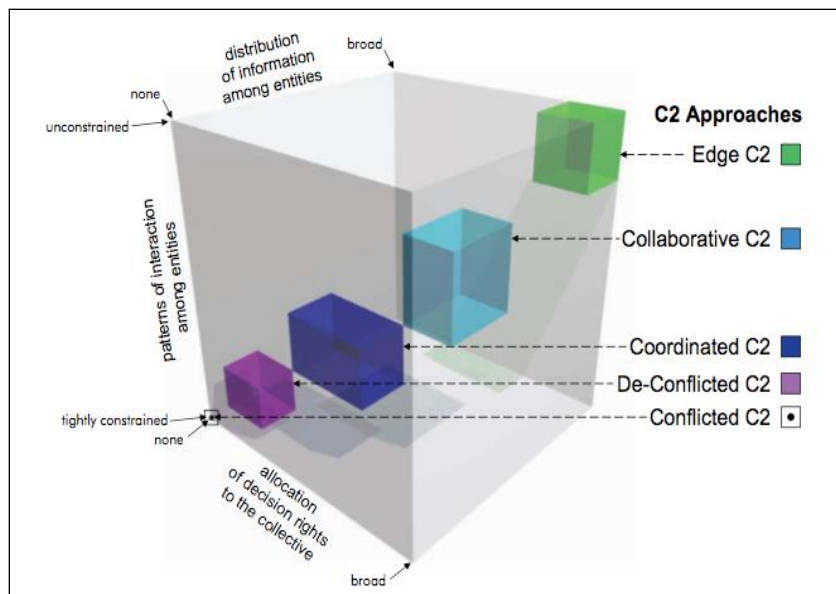 distribution
of information
among entities
broad
none
unconstrained
C2 Approaches
Edge C2
Collaborative C2
patterns of interaction
among entities
Coordinated C2
De-Conflicted C2
tightly constrained
Conflicted C2
none
allocation
of decision rights
to the collective
broad